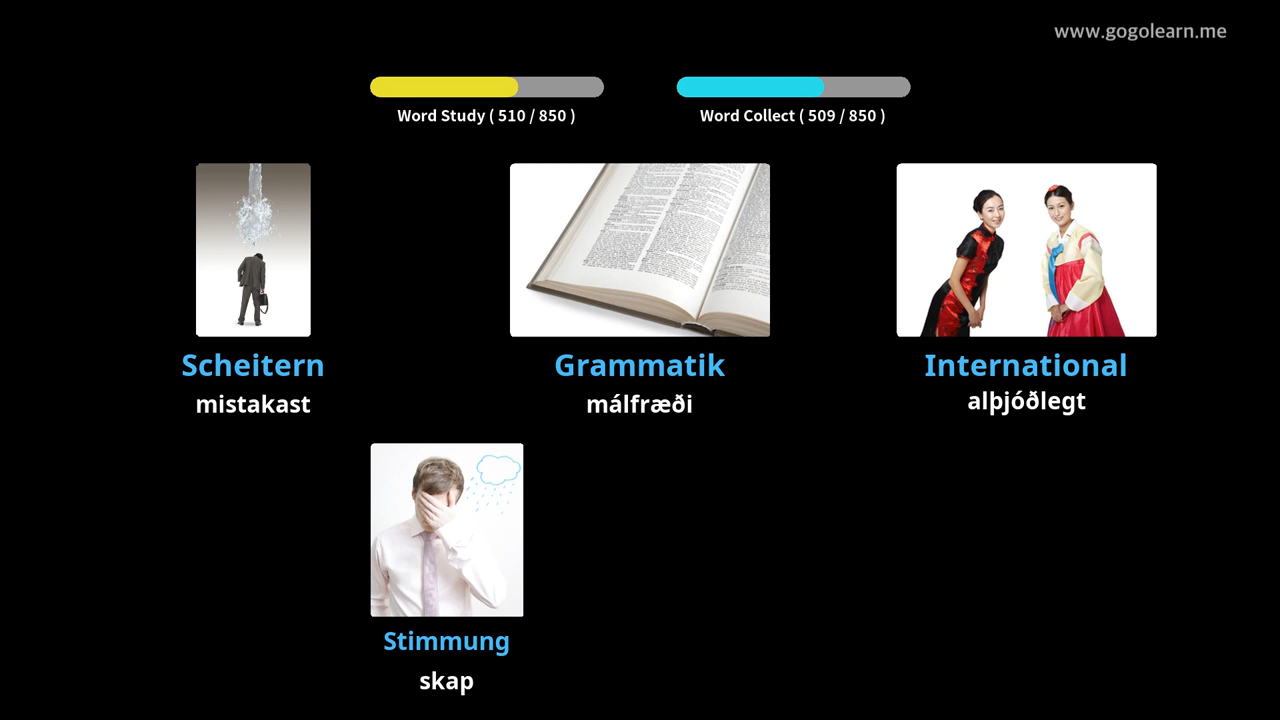 www.gogolearn.me
Word Study ( 510 / 850 )
Word Collect ( 509 / 850 )
Scheitern
mistakast
Grammatik
málfræði
International
alþjóðlegt
Stimmung
skap